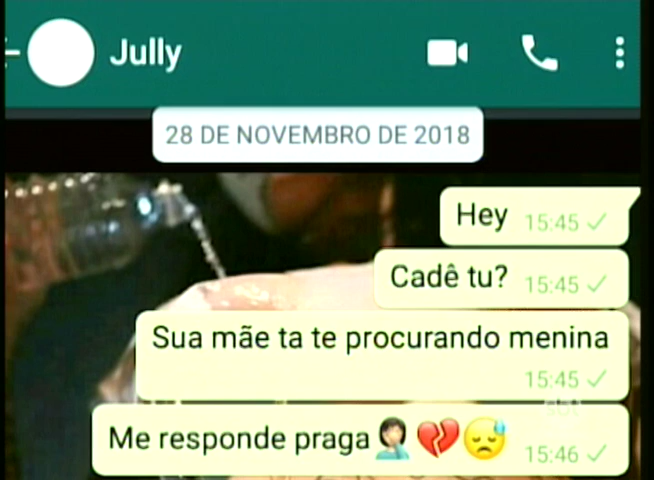 Jully
28 DE NOVEMBRO DE 2018
Hey 15:45
Cadê tu? 15:45
Sua mãe ta te procurando menina
15:45
Me responde praga🤦🏻‍♀️💔😓 15:46